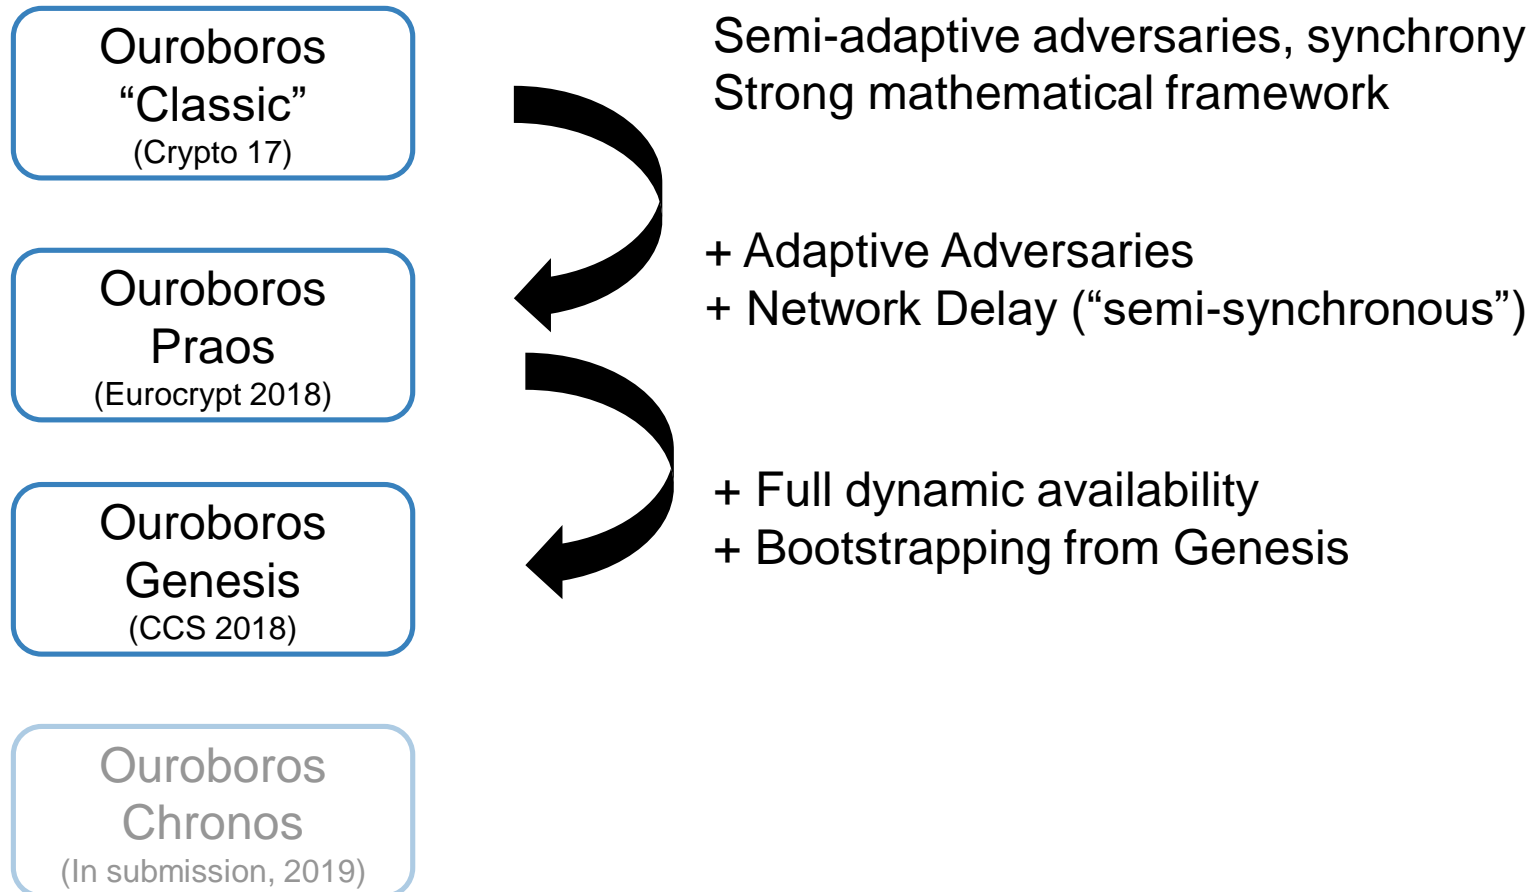 Ouroboros
“Classic”
(Crypto 17)
Semi-adaptive adversaries, synchrony
Strong mathematical framework
Ouroboros
Praos
(Eurocrypt 2018)
+ Adaptive Adversaries
+ Network Delay (“semi-synchronous”)
Ouroboros
Genesis
(CCS 2018)
+ Full dynamic availability
+ Bootstrapping from Genesis
Ouroboros
Chronos
(In submission, 2019)